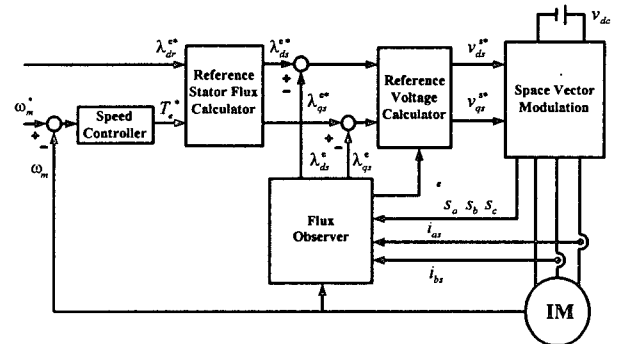 v_dc
λ_dr^e*
λ_ds^e*
v_ds^s*
Reference
Stator Flux
Calculator
+
−
Reference
Voltage
Calculator
Space Vector
Modulation
λ_qs^e*
v_qs^s*
ω_m^*
T_e^*
Speed
Controller
+
−
+
−
ω_m
λ_ds^e
λ_qs^e
e
S_a S_b S_c
Flux
Observer
i_as
i_bs
IM